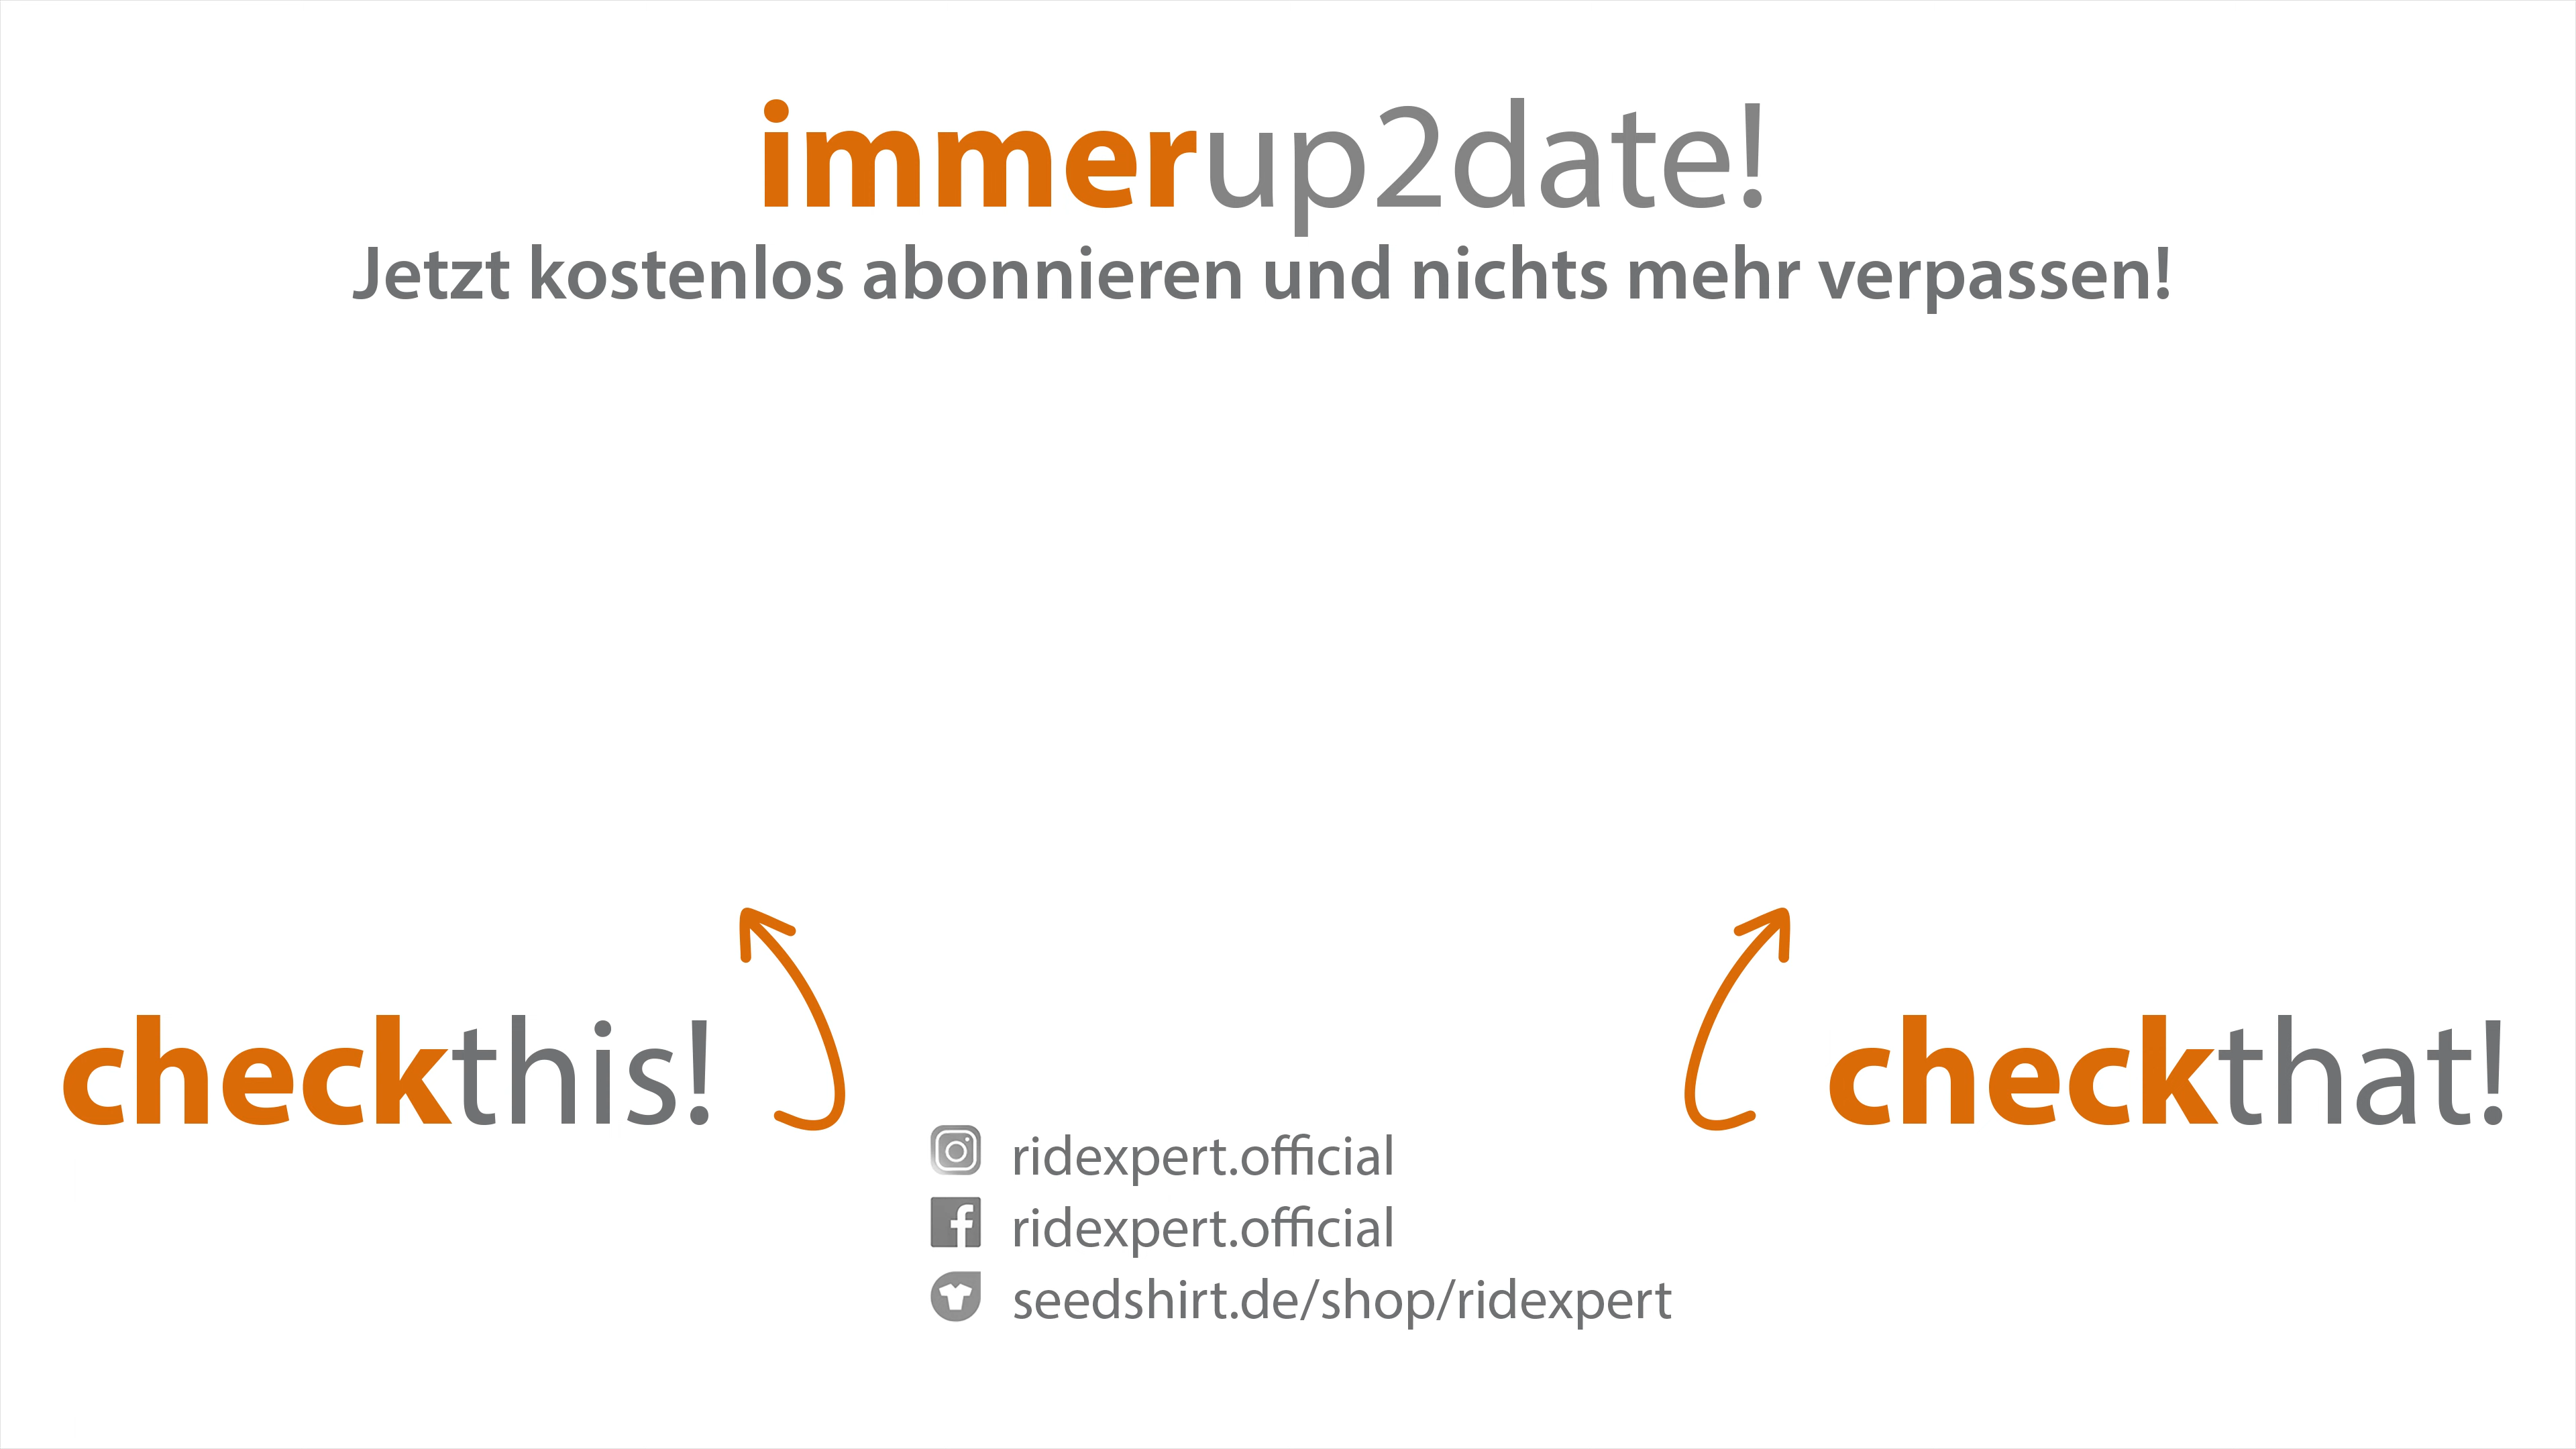 immerup2date!
Jetzt kostenlos abonnieren und nichts mehr verpassen!
checkthis!
checkthat!
ridexpert.official
ridexpert.official
seedshirt.de/shop/ridexpert